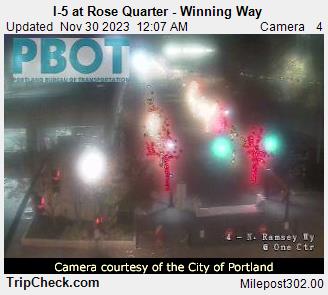 I-5 at Rose Quarter - Winning Way
Updated Nov 30 2023 12:07 AM Camera 4
PBOT
PORTLAND BUREAU OF TRANSPORTATION
4 - N. Ramsey Wy
@ One Ctr
Camera courtesy of the City of Portland
TripCheck.com Milepost302.00